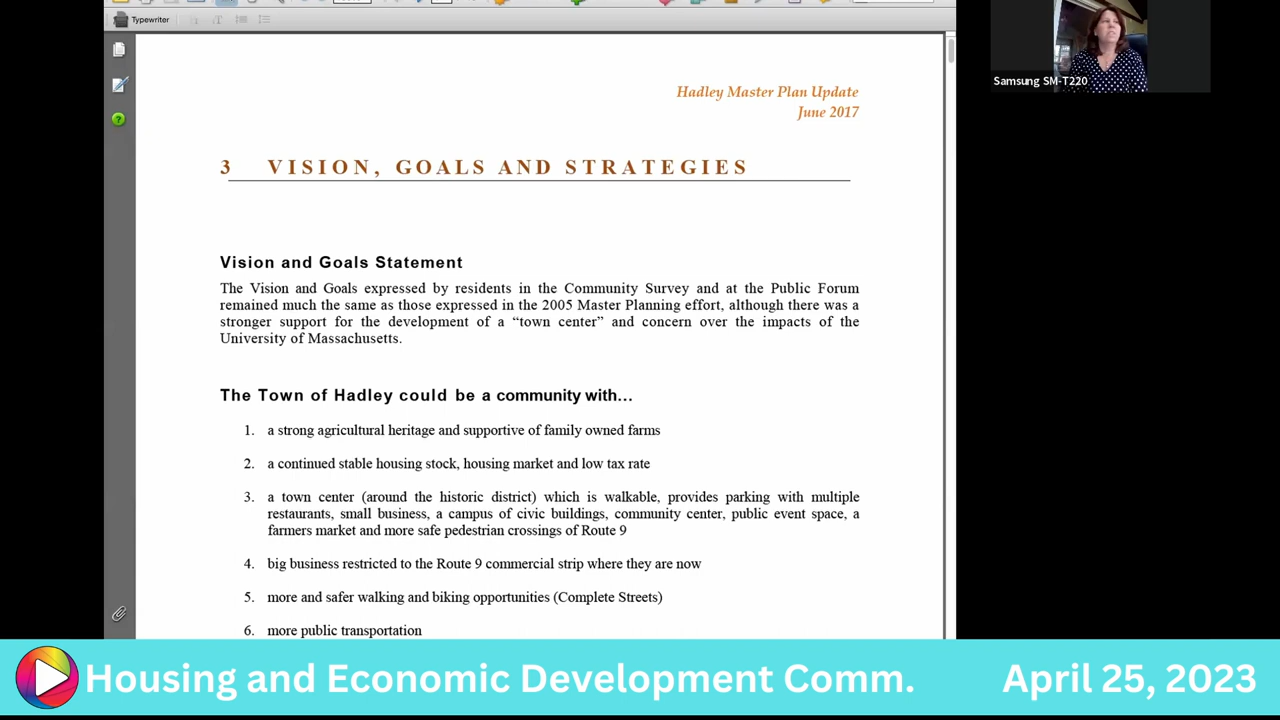 Typewriter
Samsung SM-T220
Hadley Master Plan Update
June 2017
3 VISION, GOALS AND STRATEGIES
Vision and Goals Statement
The Vision and Goals expressed by residents in the Community Survey and at the Public Forum
remained much the same as those expressed in the 2005 Master Planning effort, although there was a
stronger support for the development of a “town center” and concern over the impacts of the
University of Massachusetts.
The Town of Hadley could be a community with…
1. a strong agricultural heritage and supportive of family owned farms
2. a continued stable housing stock, housing market and low tax rate
3. a town center (around the historic district) which is walkable, provides parking with multiple
restaurants, small business, a campus of civic buildings, community center, public event space, a
farmers market and more safe pedestrian crossings of Route 9
4. big business restricted to the Route 9 commercial strip where they are now
5. more and safer walking and biking opportunities (Complete Streets)
6. more public transportation
Housing and Economic Development Comm. April 25, 2023